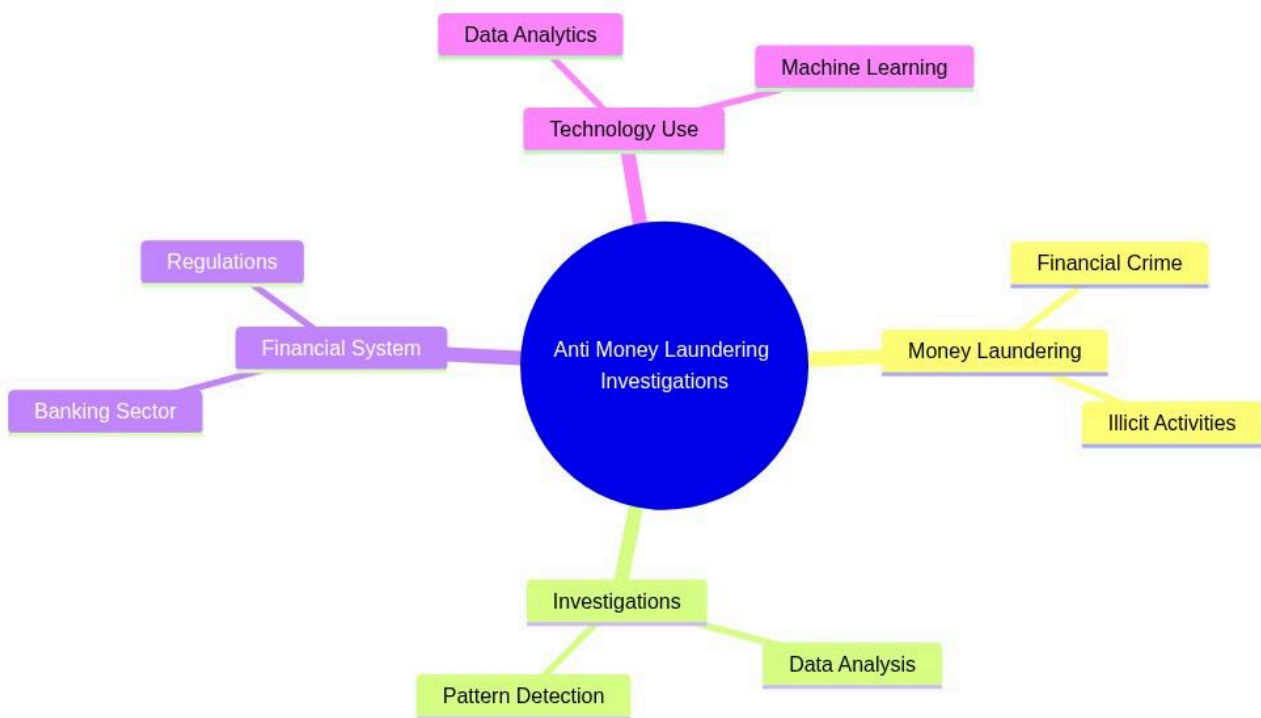 Data Analytics
Machine Learning
Technology Use
Regulations
Financial Crime
Financial System
Anti Money Laundering
Investigations
Money Laundering
Banking Sector
Illicit Activities
Investigations
Data Analysis
Pattern Detection